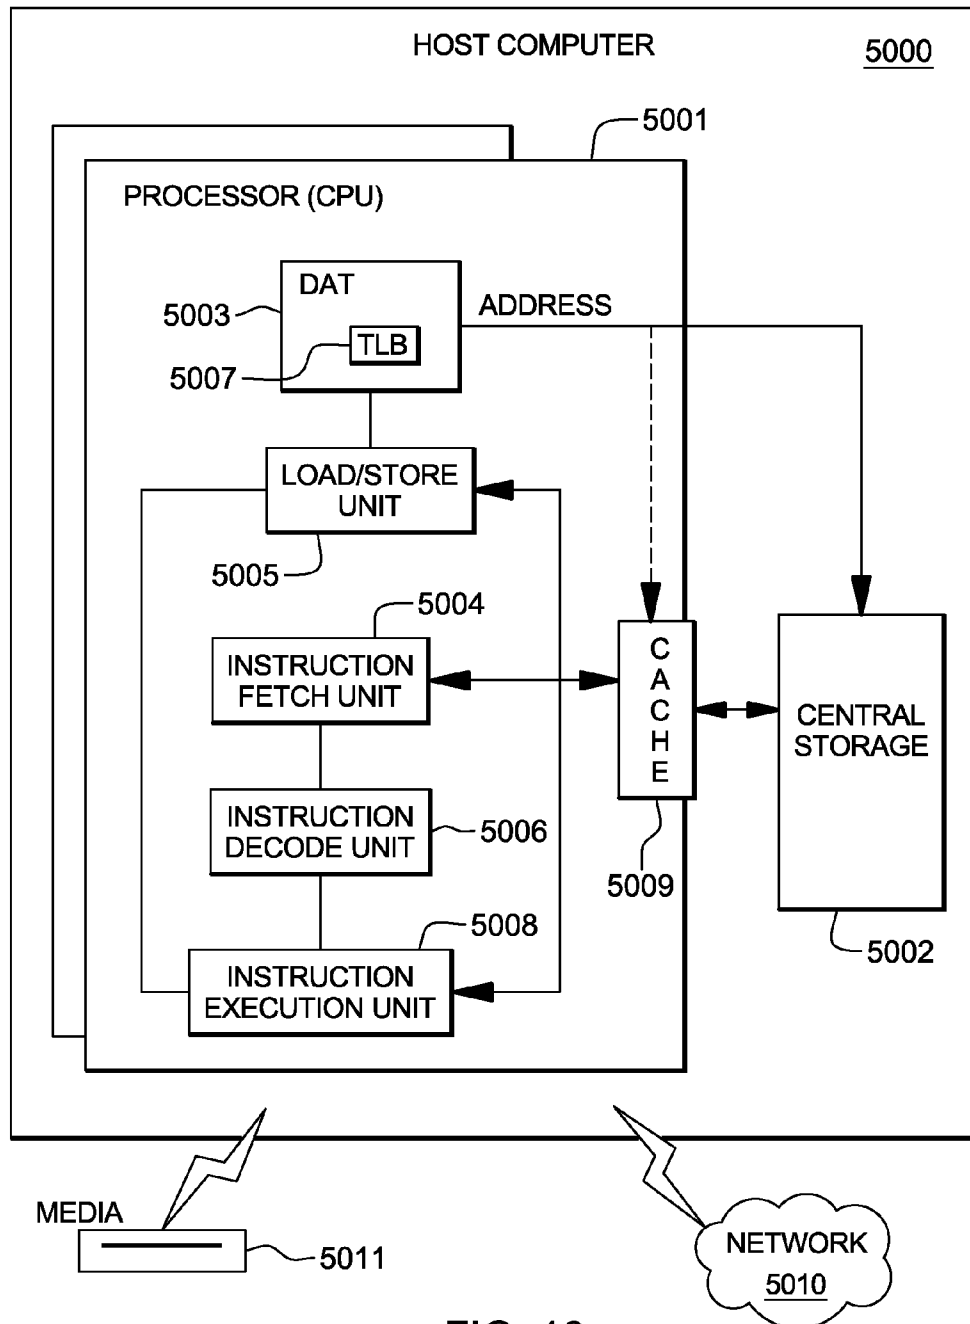 HOST COMPUTER
5000
5001
PROCESSOR (CPU)
DAT
5003
ADDRESS
TLB
5007
LOAD/STORE
UNIT
5005
5004
INSTRUCTION
FETCH UNIT
CACHE
CENTRAL
STORAGE
INSTRUCTION
DECODE UNIT
5006
5009
5008
5002
INSTRUCTION
EXECUTION UNIT
MEDIA
5011
NETWORK
5010